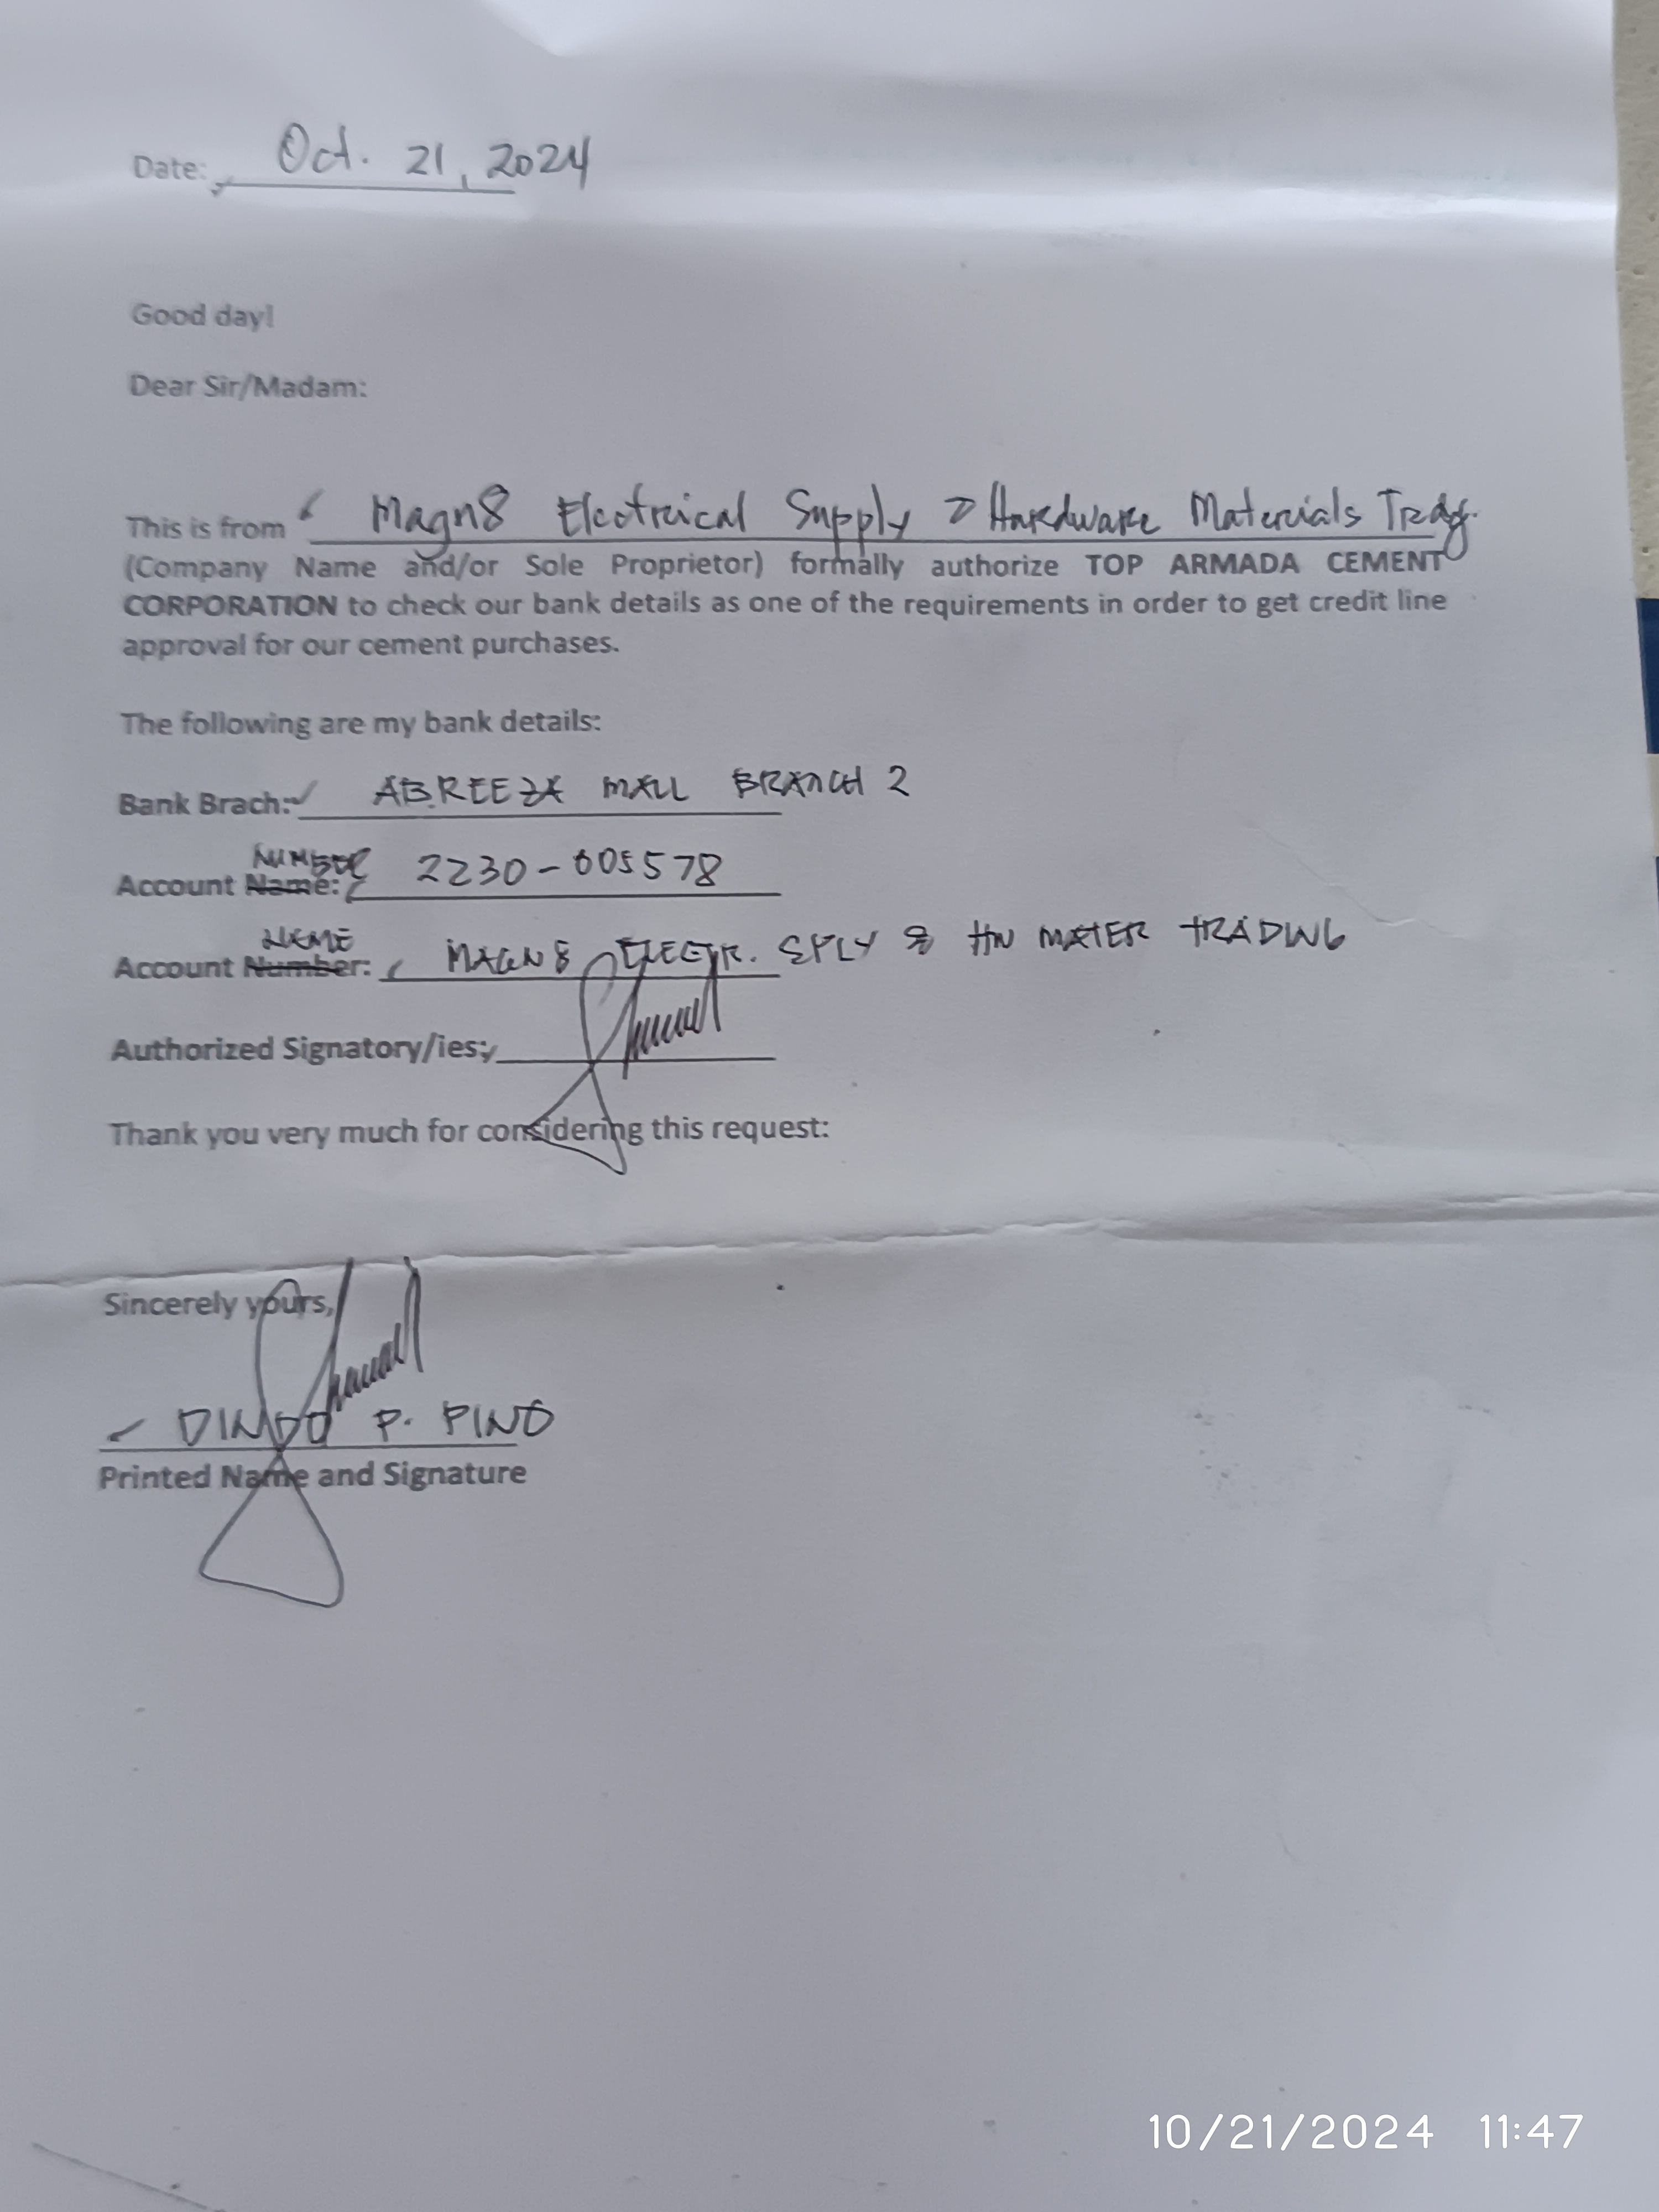 Date: Oct. 21, 2024
Good day!
Dear Sir/Madam:
This is from Magn8 Electrical Supply & Hardware Materials Trdg.
(Company Name and/or Sole Proprietor) formally authorize TOP ARMADA CEMENT
CORPORATION to check our bank details as one of the requirements in order to get credit line
approval for our cement purchases.
The following are my bank details:
Bank Brach: ABREEZA MALL BRANCH 2
NUMBER
Account Name: 2230-005578
NAME
Account Number: MAGN8 ELECTR. SPLY & HW MATER TRADING
Authorized Signatory/ies:
Thank you very much for considering this request:
Sincerely yours,
DINDO P. PINO
Printed Name and Signature
10/21/2024 11:47